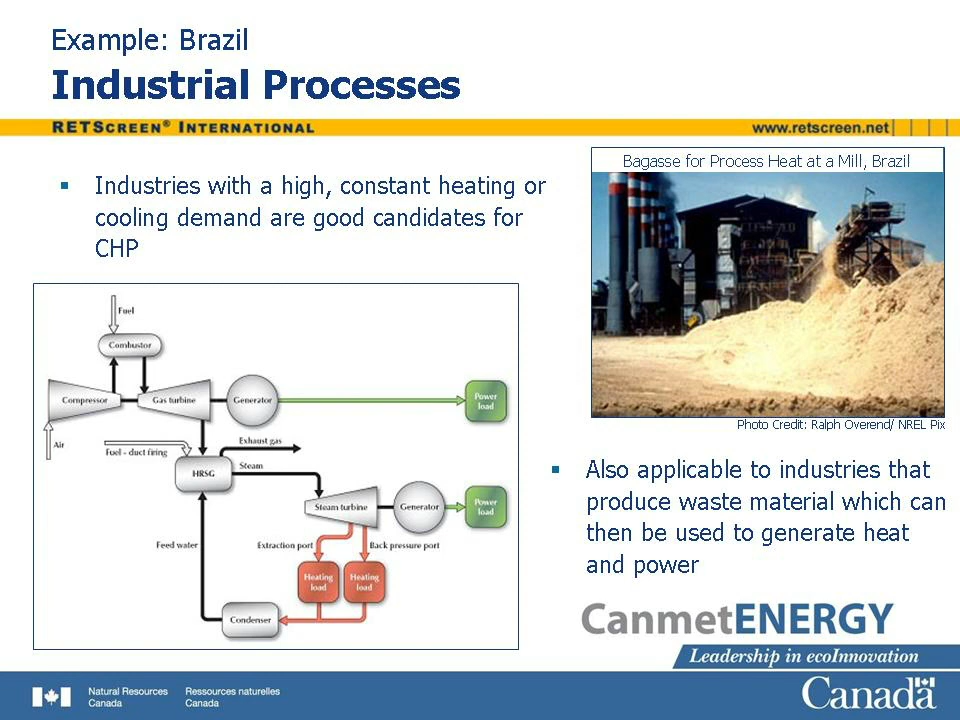 Example: Brazil
Industrial Processes
RETSCREEN® INTERNATIONAL
www.retscreen.net
▪ Industries with a high, constant heating or
cooling demand are good candidates for
CHP
Bagasse for Process Heat at a Mill, Brazil
Photo Credit: Ralph Overend/ NREL Pix
Fuel
Combustor
Compressor
Gas turbine
Generator
Power
load
Air
Fuel - duct firing
Exhaust gas
HRSG
Steam
Steam turbine
Generator
Power
load
Feed water
Extraction port
Back pressure port
Heating
load
Heating
load
Condenser
▪ Also applicable to industries that
produce waste material which can
then be used to generate heat
and power
CanmetENERGY
Leadership in ecoInnovation
Natural Resources
Canada
Ressources naturelles
Canada
Canada